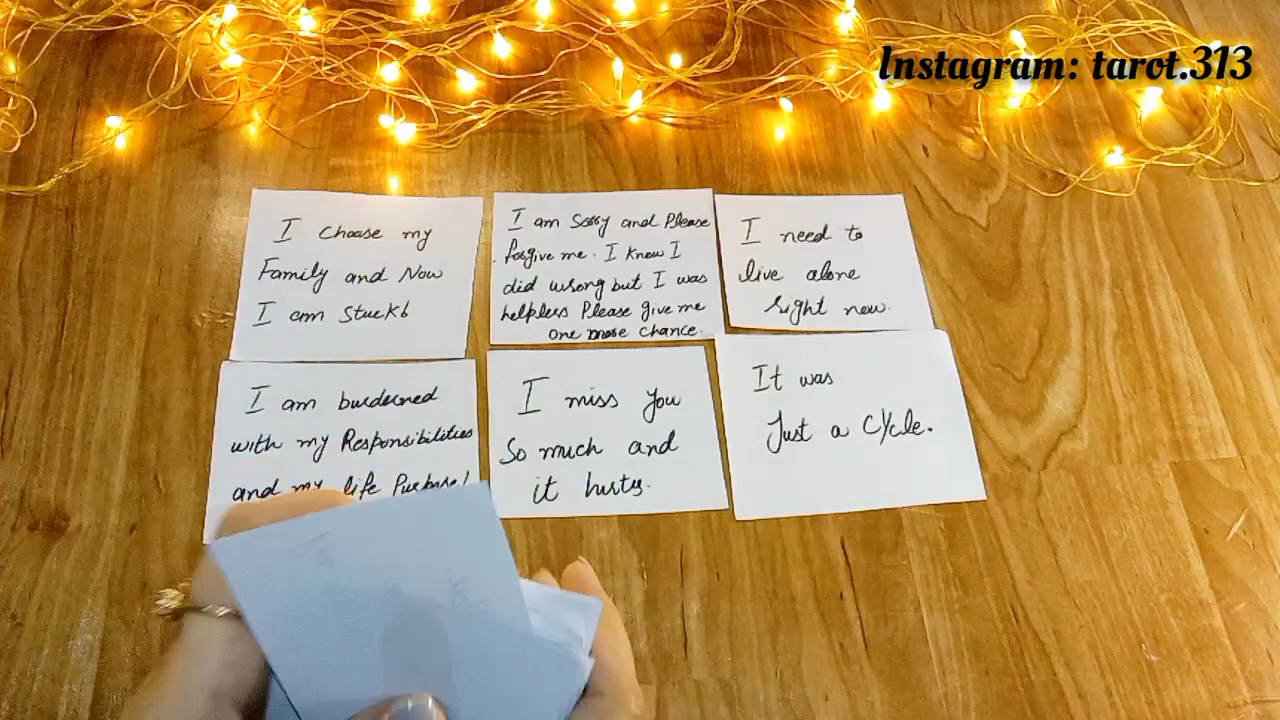 Instagram: tarot.313
I choose my
Family and Now
I am stuck!
I am sorry and Please
forgive me. I know I
did wrong but I was
helpless Please give me
one more chance.
I need to
live alone
right now.
I am burdened
with my Responsibilities
and my life Purpose!
I miss you
So much and
it hurts.
It was
Just a Cycle.